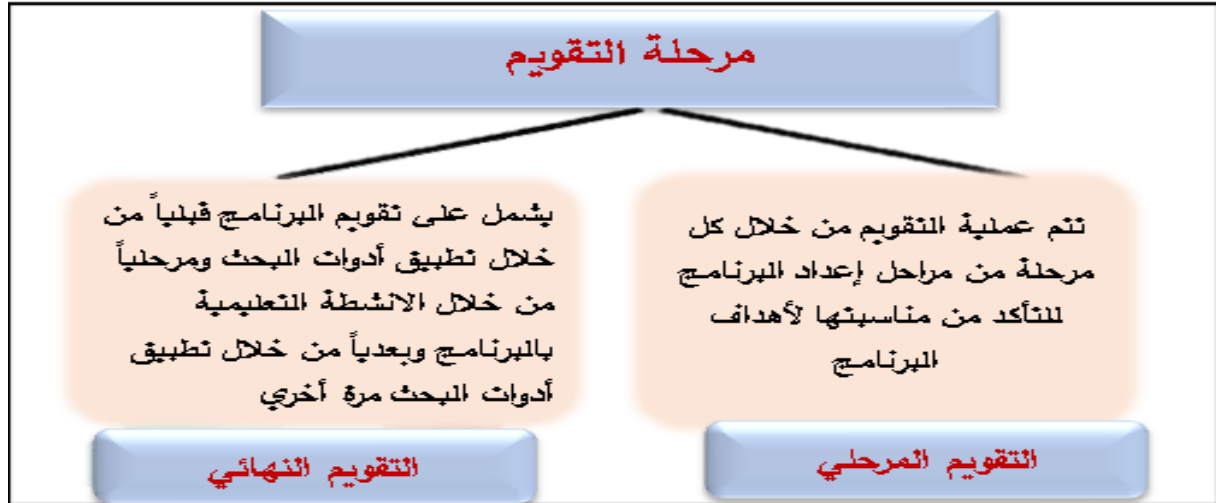 مرحلة التقويم
تتم عملية التقويم من خلال كل
مرحلة من مراحل إعداد البرنامج
للتأكد من مناسبتها لأهداف
البرنامج
التقويم المرحلي
يشمل على تقويم البرنامج قبلياً من
خلال تطبيق أدوات البحث ومرحلياً
من خلال الانشطة التعليمية
بالبرنامج وبعدياً من خلال تطبيق
أدوات البحث مرة أخري
التقويم النهائي